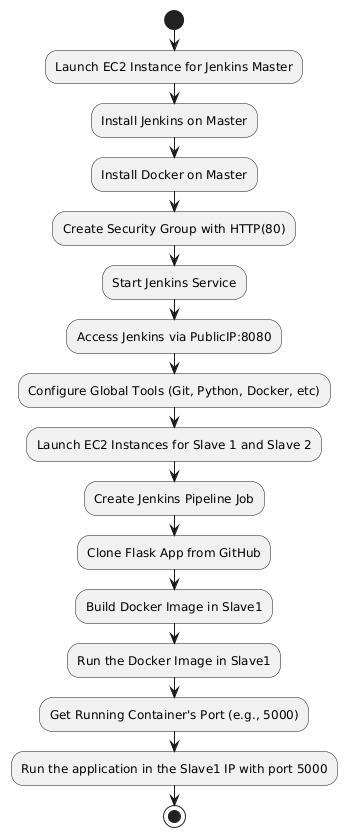 Launch EC2 Instance for Jenkins Master
Install Jenkins on Master
Install Docker on Master
Create Security Group with HTTP(80)
Start Jenkins Service
Access Jenkins via PublicIP:8080
Configure Global Tools (Git, Python, Docker, etc)
Launch EC2 Instances for Slave 1 and Slave 2
Create Jenkins Pipeline Job
Clone Flask App from GitHub
Build Docker Image in Slave1
Run the Docker Image in Slave1
Get Running Container's Port (e.g., 5000)
Run the application in the Slave1 IP with port 5000